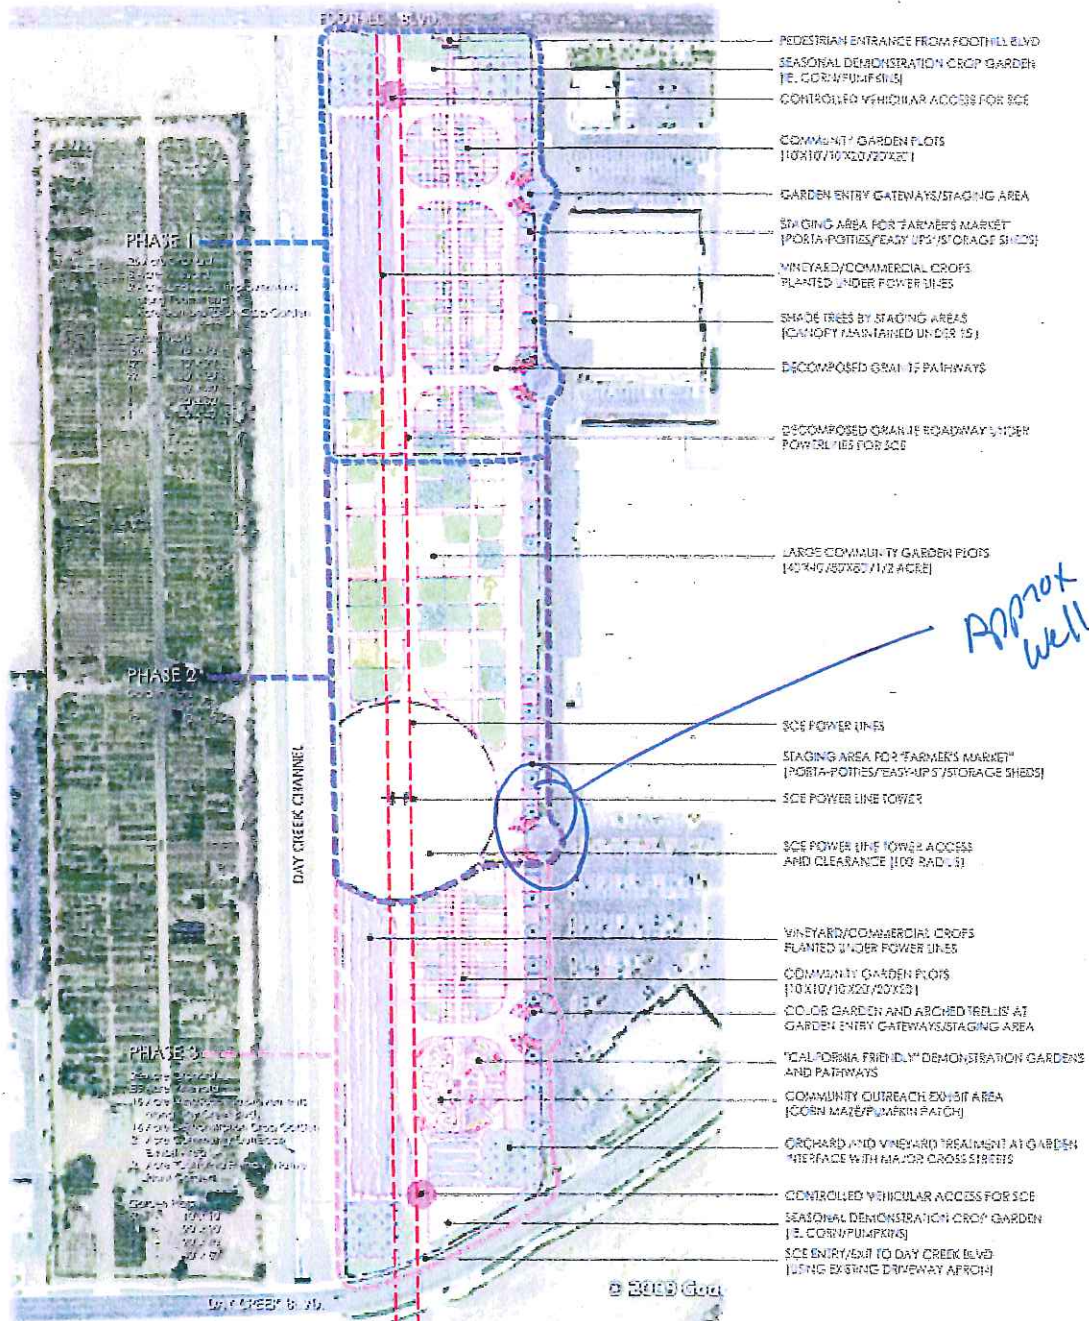 FOOTHILL BLVD.
PEDESTRIAN ENTRANCE FROM FOOTHILL BLVD
SEASONAL DEMONSTRATION CROP GARDEN
[IE. CORN/PUMPKINS]
CONTROLLED VEHICULAR ACCESS FOR SCE
COMMUNITY GARDEN PLOTS
[10'X10'/10'X20'/20'X20']
GARDEN ENTRY GATEWAYS/STAGING AREA
STAGING AREA FOR "FARMER'S MARKET"
[PORTA-POTTIES/"EASY UPS"/STORAGE SHEDS]
PHASE 1
VINEYARD/COMMERCIAL CROPS
PLANTED UNDER POWER LINES
SHADE TREES BY STAGING AREAS
[CANOPY MAINTAINED UNDER 15']
DECOMPOSED GRANITE PATHWAYS
DECOMPOSED GRANITE ROADWAY UNDER
POWERLINES FOR SCE
LARGE COMMUNITY GARDEN PLOTS
[40'X40'/80'X80'/1/2 ACRE]
Approx
Well
PHASE 2
SCE POWER LINES
STAGING AREA FOR "FARMER'S MARKET"
[PORTA-POTTIES/"EASY-UPS"/STORAGE SHEDS]
SCE POWER LINE TOWER
DAY CREEK CHANNEL
SCE POWER LINE TOWER ACCESS
AND CLEARANCE [100' RADIUS]
VINEYARD/COMMERCIAL CROPS
PLANTED UNDER POWER LINES
COMMUNITY GARDEN PLOTS
[10'X10'/10'X20'/20'X20']
COLOR GARDEN AND ARCHED TRELLIS AT
GARDEN ENTRY GATEWAYS/STAGING AREA
PHASE 3
"CALIFORNIA FRIENDLY" DEMONSTRATION GARDENS
AND PATHWAYS
COMMUNITY OUTREACH EXHIBIT AREA
[CORN MAZE/PUMPKIN PATCH]
ORCHARD AND VINEYARD TREATMENT AT GARDEN
INTERFACE WITH MAJOR CROSS STREETS
CONTROLLED VEHICULAR ACCESS FOR SCE
SEASONAL DEMONSTRATION CROP GARDEN
[IE. CORN/PUMPKINS]
SCE ENTRY/EXIT TO DAY CREEK BLVD
[USING EXISTING DRIVEWAY APRON]
© 2009 Goo
DAY CREEK BLVD.